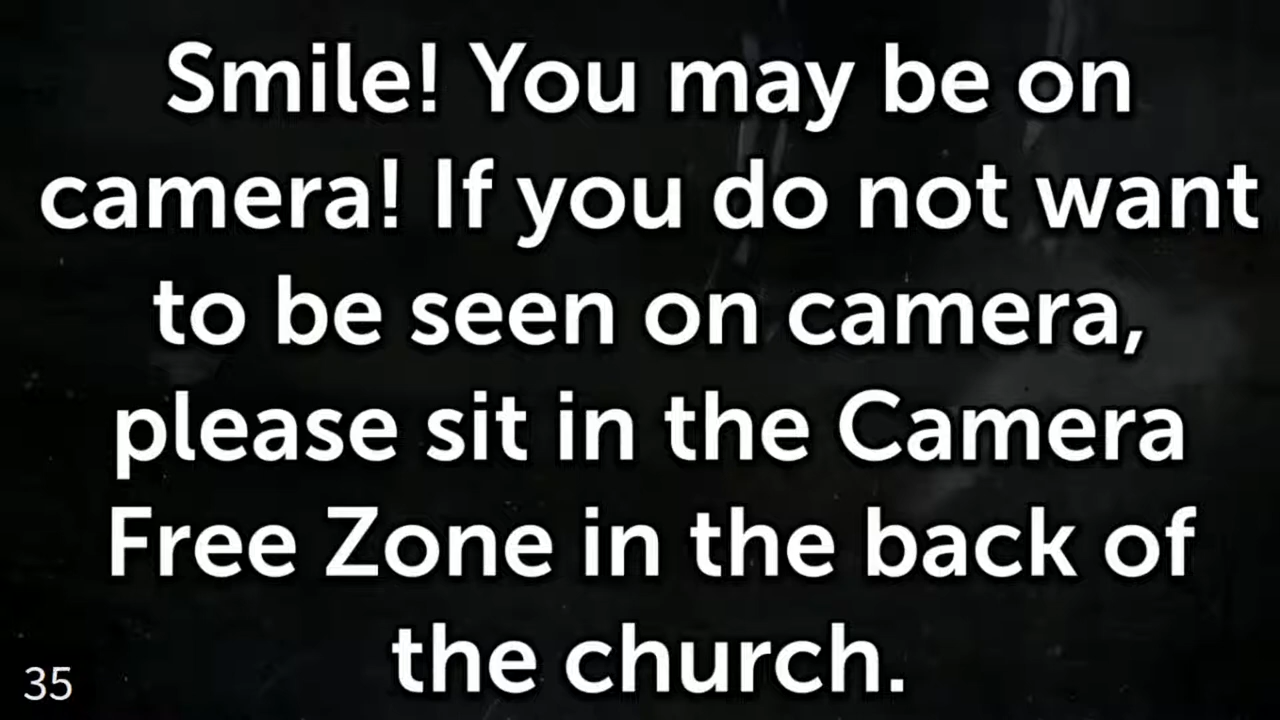 Smile! You may be on
camera! If you do not want
to be seen on camera,
please sit in the Camera
Free Zone in the back of
the church.
35